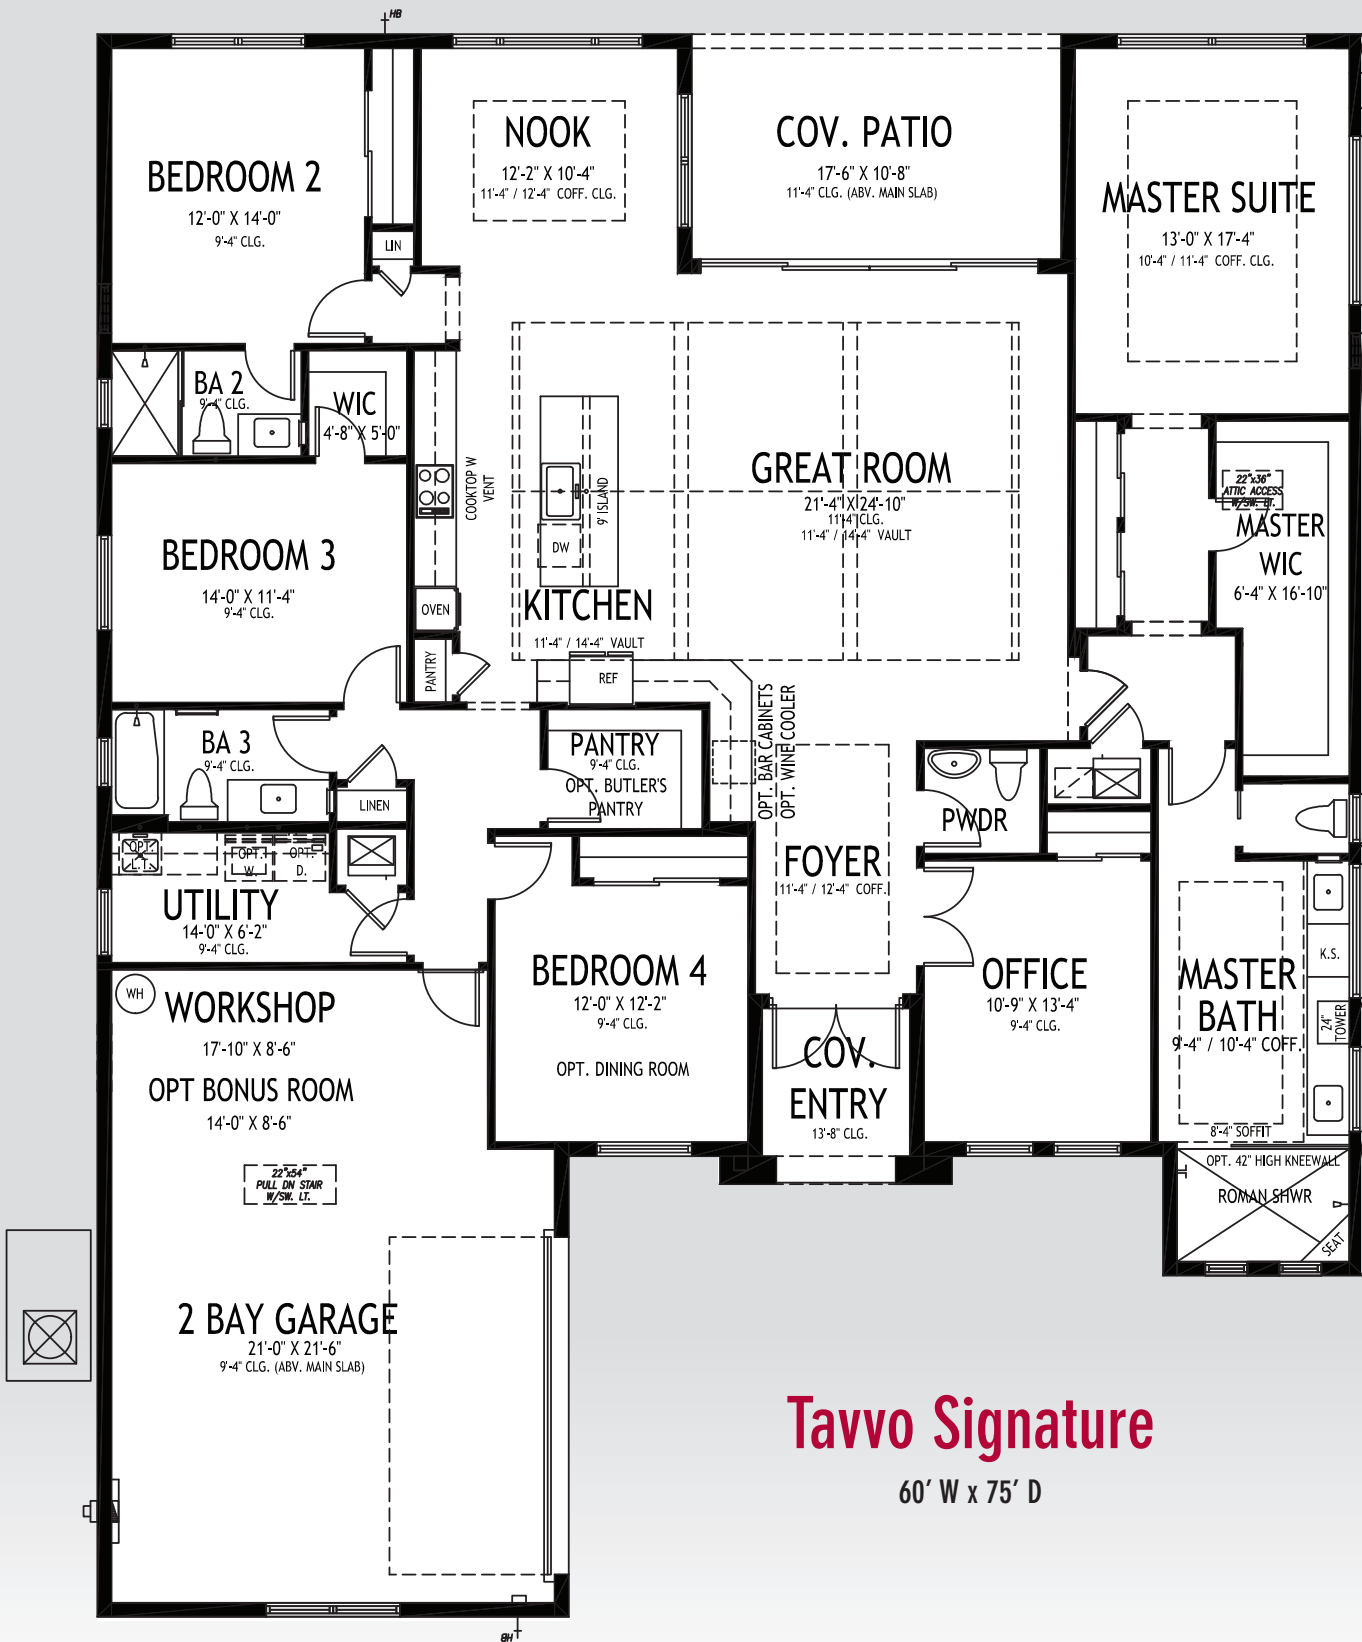 HB
BEDROOM 2
12'-0" X 14'-0"
9'-4" CLG.
LIN
NOOK
12'-2" X 10'-4"
11'-4" / 12'-4" COFF. CLG.
COV. PATIO
17'-6" X 10'-8"
11'-4" CLG. (ABV. MAIN SLAB)
MASTER SUITE
13'-0" X 17'-4"
10'-4" / 11'-4" COFF. CLG.
BA 2
9'-4" CLG.
WIC
4'-8" X 5'-0"
COOKTOP W
VENT
9' ISLAND
DW
GREAT ROOM
21'-4" X 24'-10"
11'-4" CLG.
11'-4" / 14'-4" VAULT
22"x36"
ATTIC ACCESS
W/SW. LT.
MASTER
WIC
6'-4" X 16'-10"
BEDROOM 3
14'-0" X 11'-4"
9'-4" CLG.
OVEN
KITCHEN
11'-4" / 14'-4" VAULT
PANTRY
REF
OPT. BAR CABINETS
OPT. WINE COOLER
BA 3
9'-4" CLG.
LINEN
PANTRY
9'-4" CLG.
OPT. BUTLER'S
PANTRY
PWDR
FOYER
11'-4" / 12'-4" COFF.
OPT.
L.T.
OPT.
W.
OPT.
D.
UTILITY
14-'0" X 6'-2"
9'-4" CLG.
BEDROOM 4
12'-0" X 12'-2"
9'-4" CLG.
OPT. DINING ROOM
OFFICE
10'-9" X 13'-4"
9'-4" CLG.
MASTER
BATH
9'-4" / 10'-4" COFF.
K.S.
24"
TOWER
8'-4" SOFFIT
WH
WORKSHOP
17'-10" X 8'-6"
OPT BONUS ROOM
14'-0" X 8'-6"
COV.
ENTRY
13'-8" CLG.
OPT. 42" HIGH KNEEWALL
ROMAN SHWR
SEAT
22"x54"
PULL DN STAIR
W/SW. LT.
2 BAY GARAGE
21'-0" X 21'-6"
9'-4" CLG. (ABV. MAIN SLAB)
Tavvo Signature
60' W x 75' D
HB